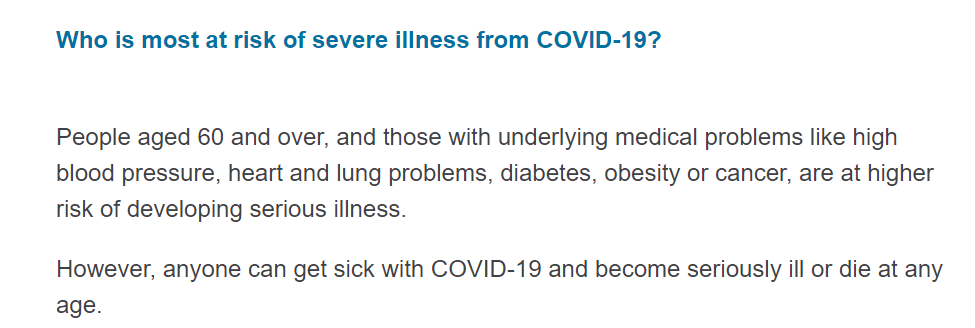 Who is most at risk of severe illness from COVID-19?
People aged 60 and over, and those with underlying medical problems like high
blood pressure, heart and lung problems, diabetes, obesity or cancer, are at higher
risk of developing serious illness.
However, anyone can get sick with COVID-19 and become seriously ill or die at any
age.